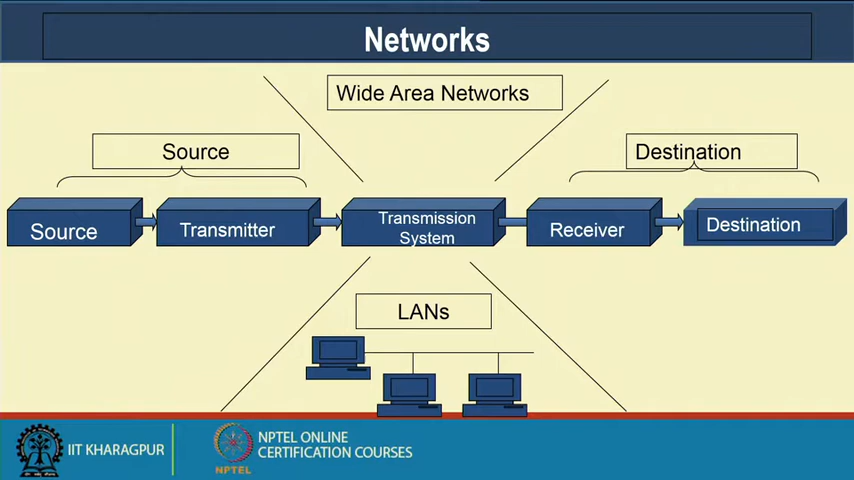 Networks
Wide Area Networks
Source
Destination
Source
Transmitter
Transmission
System
Receiver
Destination
LANs
IIT KHARAGPUR
NPTEL
NPTEL ONLINE
CERTIFICATION COURSES